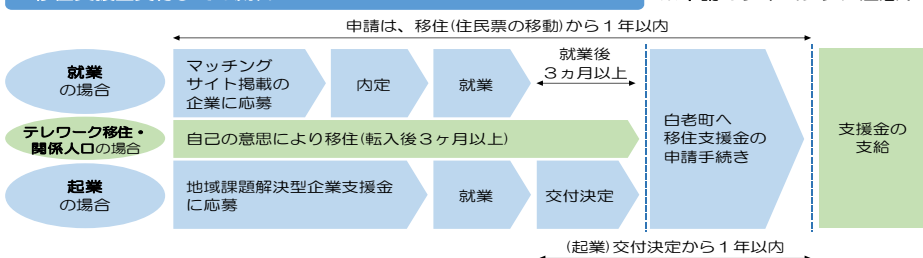 申請は、移住(住民票の移動)から１年以内
就業
の場合
マッチング
サイト掲載の
企業に応募
内定
就業
就業後
３ヵ月以上
テレワーク移住・
関係人口の場合
自己の意思により移住(転入後３ヶ月以上)
白老町へ
移住支援金の
申請手続き
支援金の
支給
起業
の場合
地域課題解決型企業支援金
に応募
就業
交付決定
(起業)交付決定から１年以内